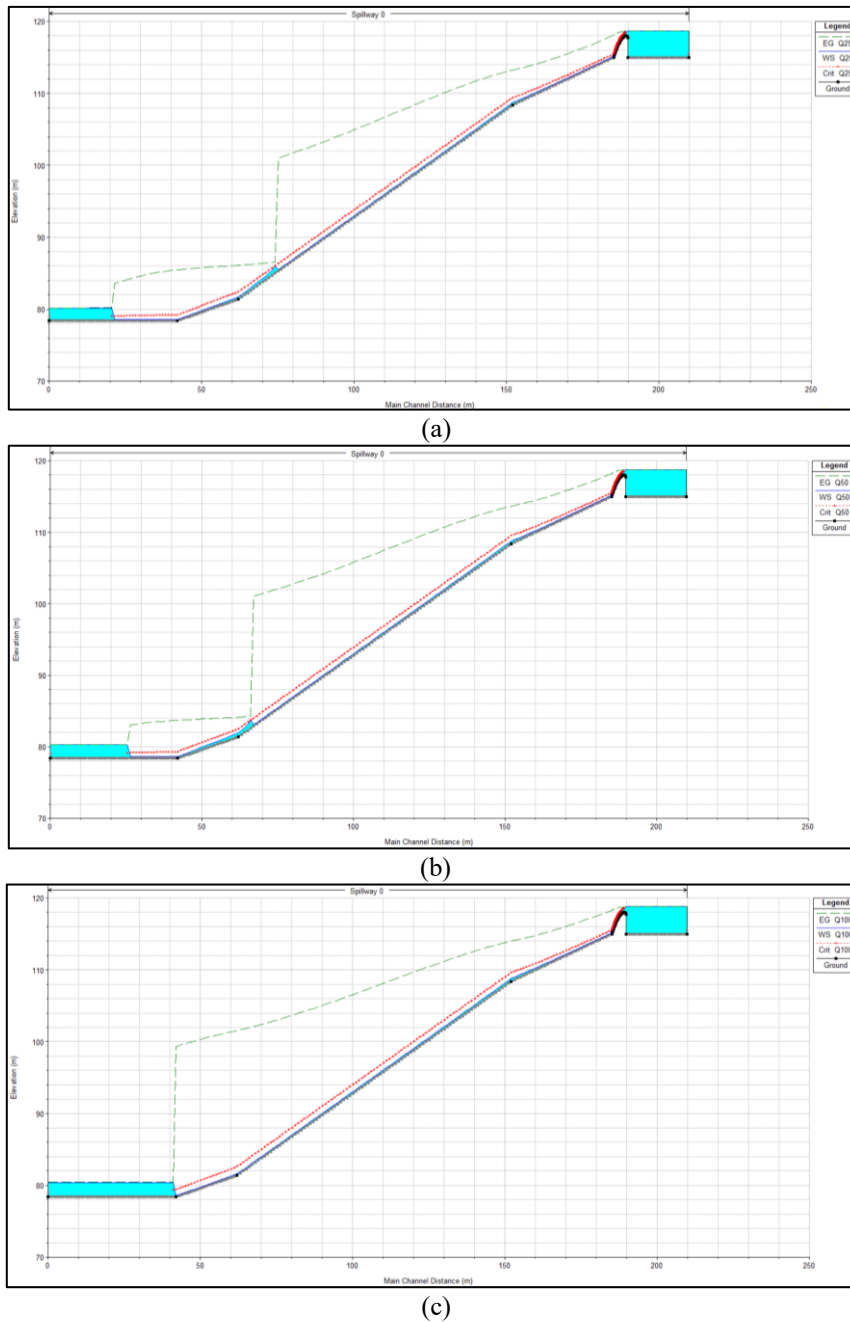 Spillway 0
Legend
EG Q25
WS Q25
Crit Q25
Ground
120
110
100
90
80
70
Elevation (m)
0
50
100
150
200
250
Main Channel Distance (m)
(a)
Spillway 0
Legend
EG Q50
WS Q50
Crit Q50
Ground
120
110
100
90
80
70
Elevation (m)
0
50
100
150
200
250
Main Channel Distance (m)
(b)
Spillway 0
Legend
EG Q10
WS Q10
Crit Q10
Ground
120
110
100
90
80
70
Elevation (m)
0
50
100
150
200
250
Main Channel Distance (m)
(c)